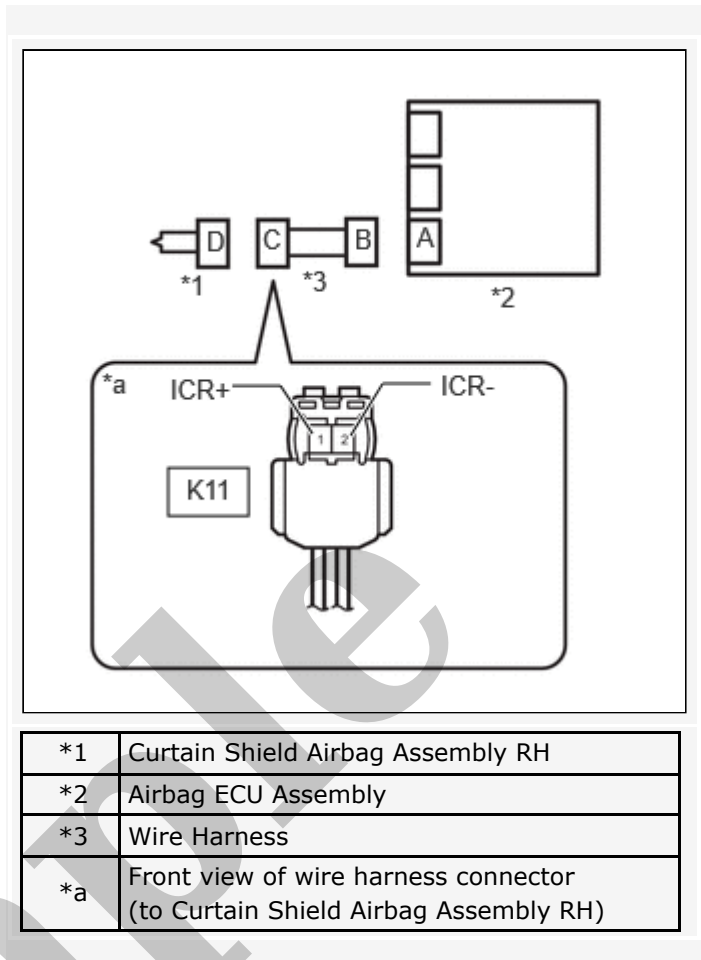 D
C
B
A
*1
*3
*2
*a
ICR+
ICR-
1 2
K11
*1 Curtain Shield Airbag Assembly RH
*2 Airbag ECU Assembly
*3 Wire Harness
*a Front view of wire harness connector
(to Curtain Shield Airbag Assembly RH)
ple